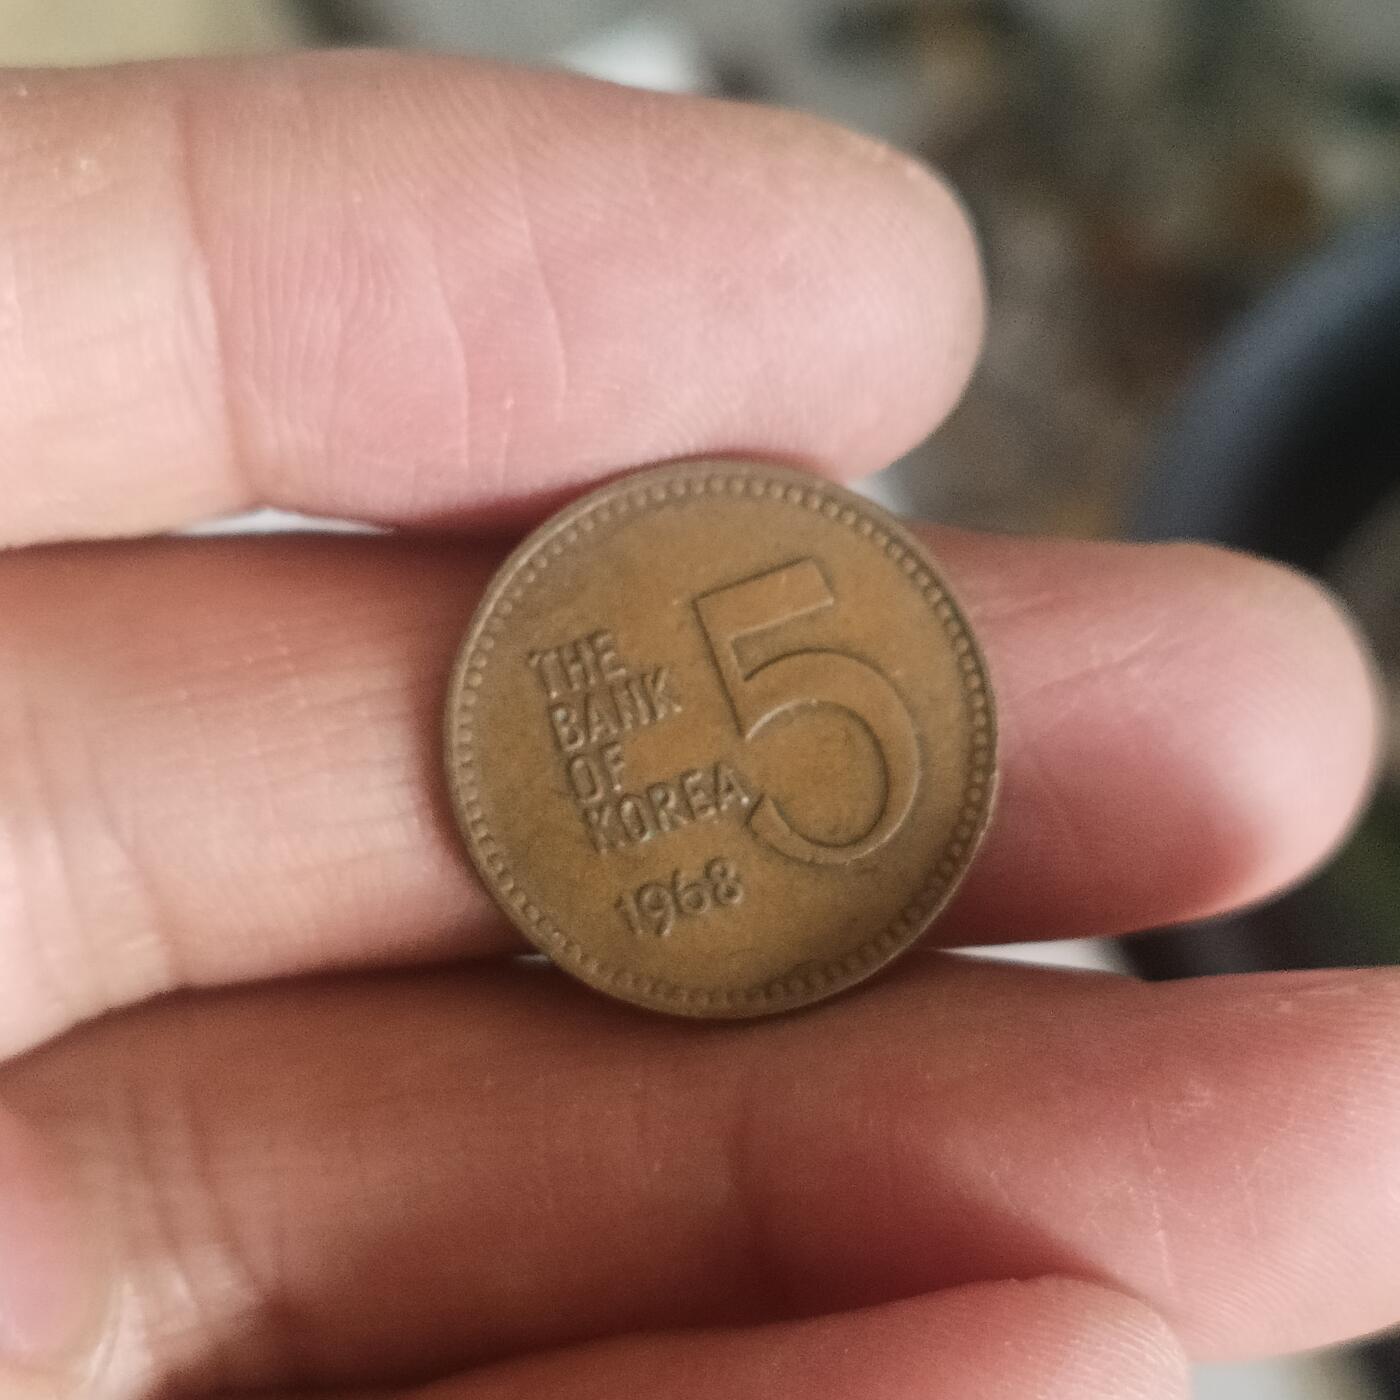 THE
BANK
OF
KOREA
5
1968